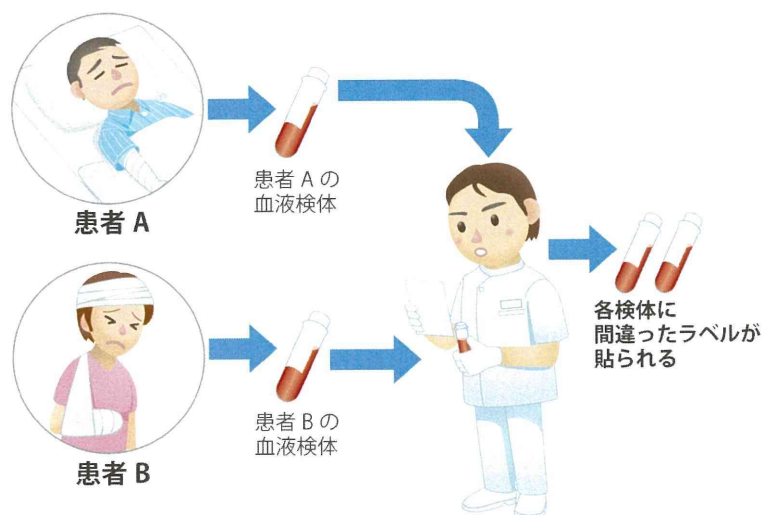 患者 A
患者 A の
血液検体
患者 B
患者 B の
血液検体
各検体に
間違ったラベルが
貼られる